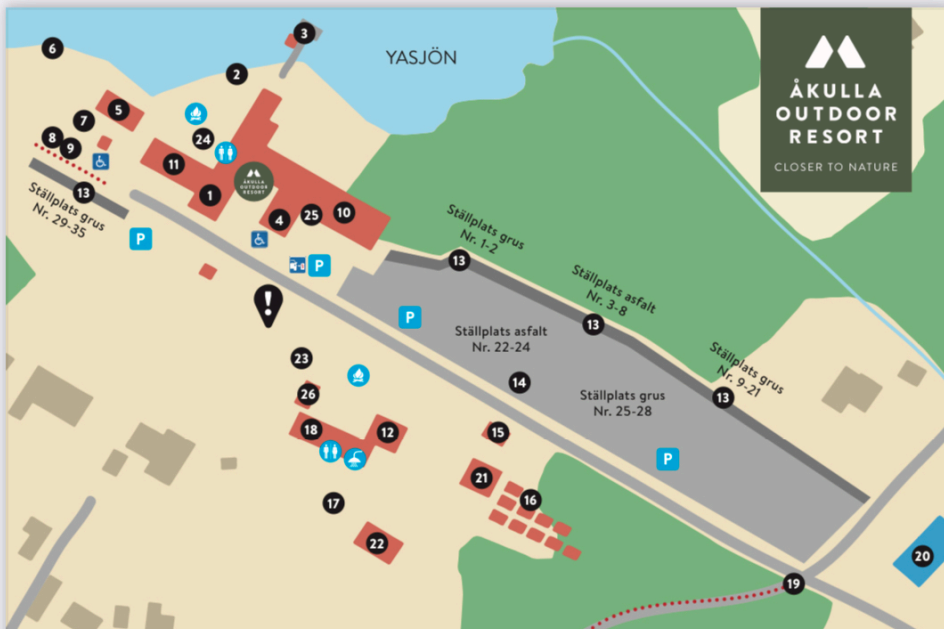 YASJÖN
ÅKULLA
OUTDOOR
RESORT
CLOSER TO NATURE
3
6
2
5
7
24
8
9
11
13
1
ÅKULLA
OUTDOOR
RESORT
4
25
10
Ställplats grus
Nr. 29-35
P
P
!
Ställplats grus
Nr. 1-2
13
Ställplats asfalt
Nr. 3-8
13
P
Ställplats asfalt
Nr. 22-24
Ställplats grus
Nr. 9-21
13
14
Ställplats grus
Nr. 25-28
P
23
26
18
12
15
21
16
17
22
19
20